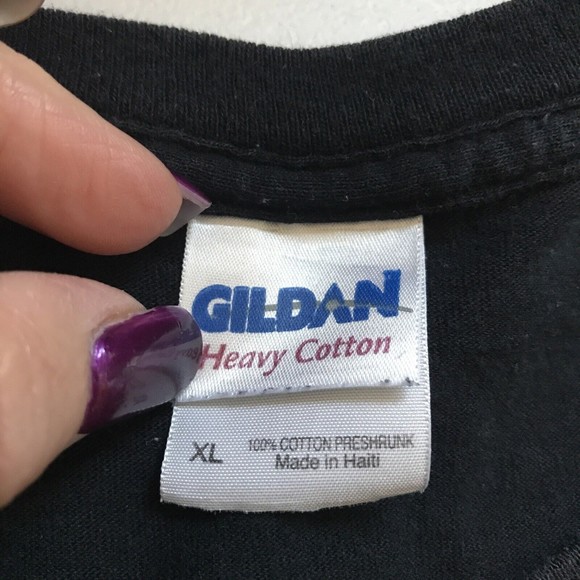 GILDAN
Heavy Cotton
XL 100% COTTON PRESHRUNK
Made in Haiti